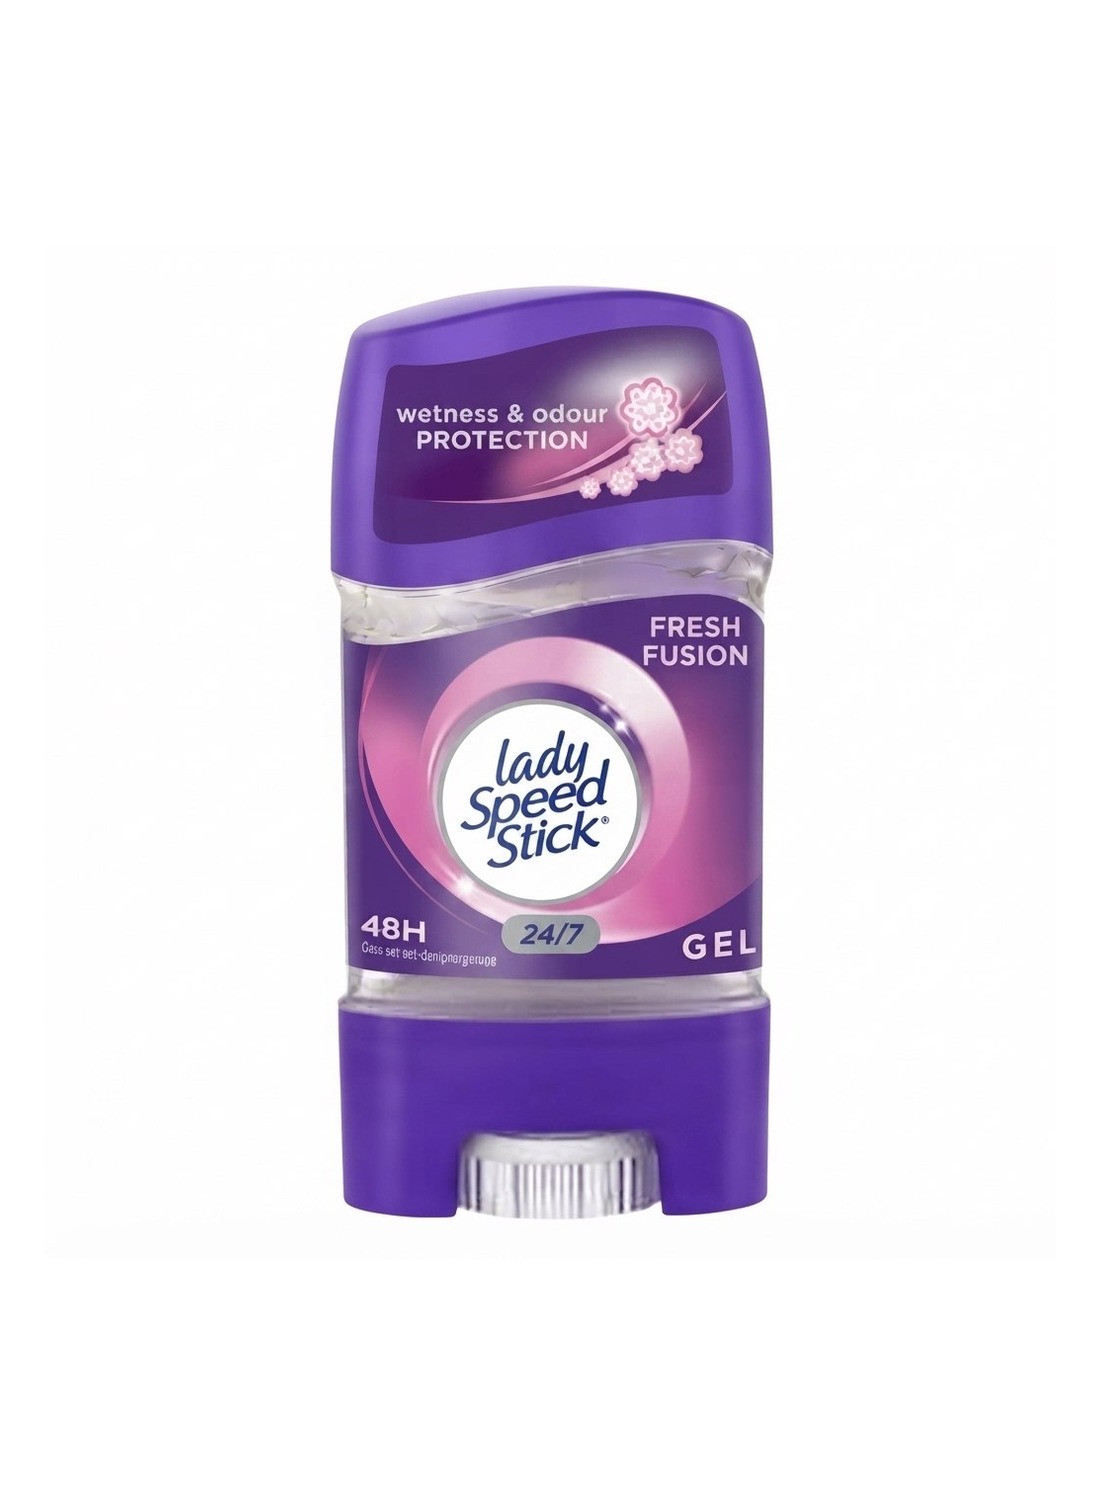 wetness & odour
PROTECTION
FRESH
FUSION
lady
Speed
Stick®
48H
24/7
GEL